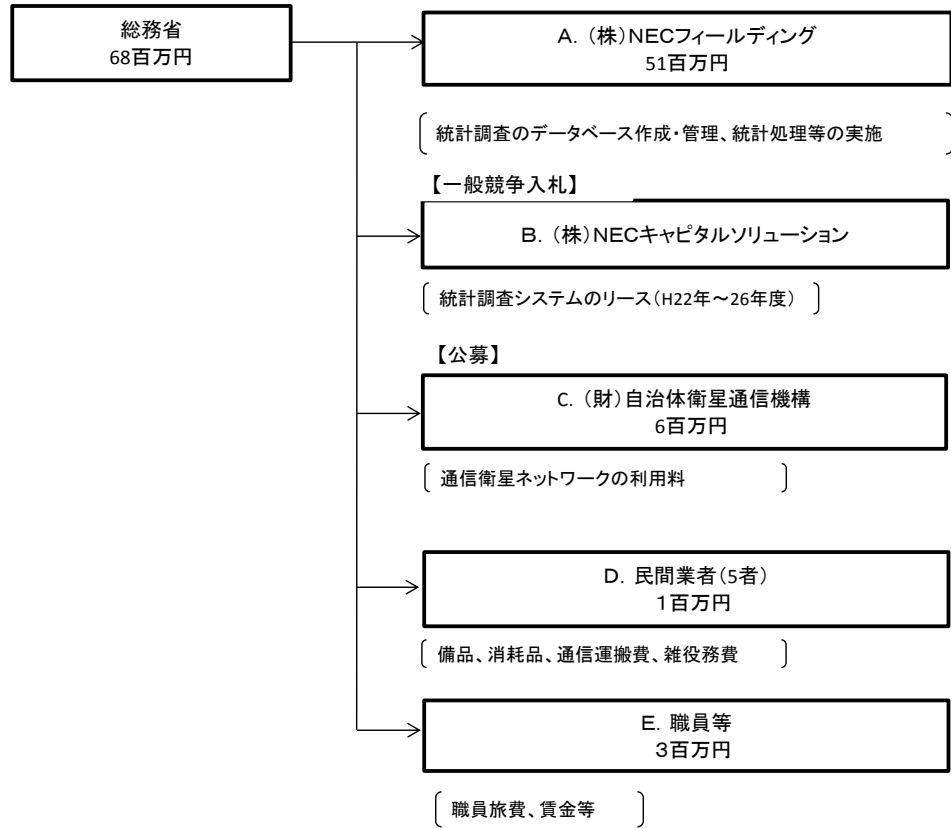 総務省
68百万円
A. (株)NECフィールディング
51百万円
統計調査のデータベース作成・管理、統計処理等の実施
【一般競争入札】
B. (株)NECキャピタルソリューション
統計調査システムのリース(H22年~26年度)
【公募】
C. (財)自治体衛星通信機構
6百万円
通信衛星ネットワークの利用料
D. 民間業者(5者)
1百万円
備品、消耗品、通信運搬費、雑役務費
E. 職員等
3百万円
職員旅費、賃金等